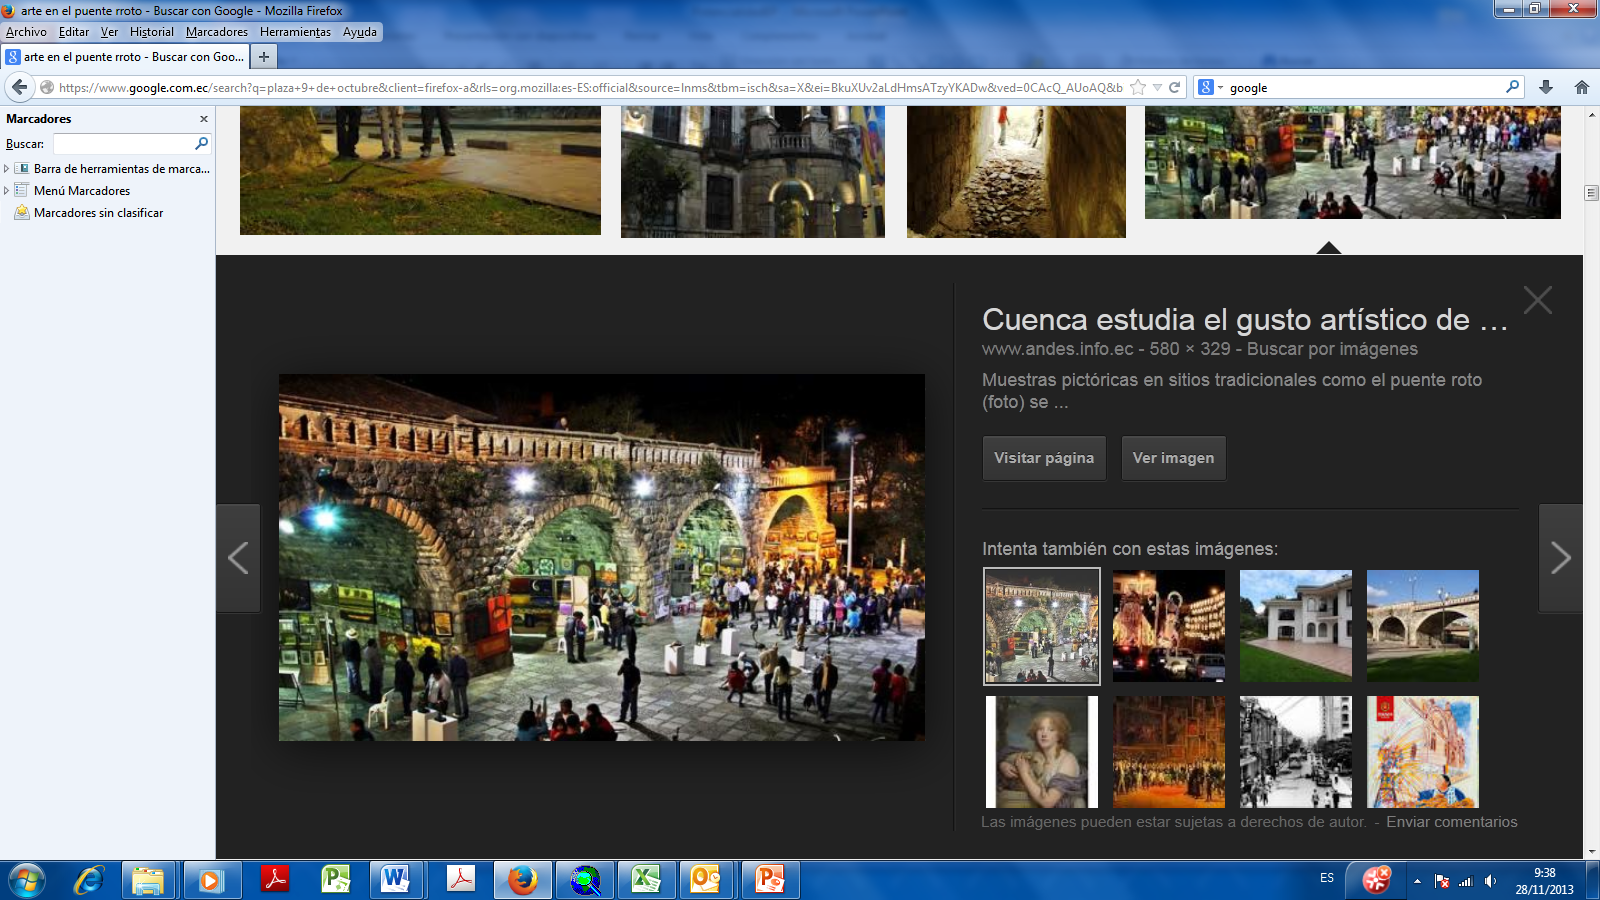 arte en el puente rroto - Buscar con Google - Mozilla Firefox
Archivo Editar Ver Historial Marcadores Herramientas Ayuda
arte en el puente rroto - Buscar con Goo...
https://www.google.com.ec/search?q=plaza+9+de+octubre&client=firefox-a&rls=org.mozilla:es-ES:official&source=lnms&tbm=isch&sa=X&ei=BkuXUv2aLdHmsATzyYKADw&ved=0CAcQ_AUoAQ&b
google
Marcadores
Buscar:
Barra de herramientas de marca...
Menú Marcadores
Marcadores sin clasificar
Cuenca estudia el gusto artístico de ...
www.andes.info.ec - 580 × 329 - Buscar por imágenes
Muestras pictóricas en sitios tradicionales como el puente roto
(foto) se ...
Visitar página
Ver imagen
Intenta también con estas imágenes:
Las imágenes pueden estar sujetas a derechos de autor. - Enviar comentarios
ES
9:38
28/11/2013